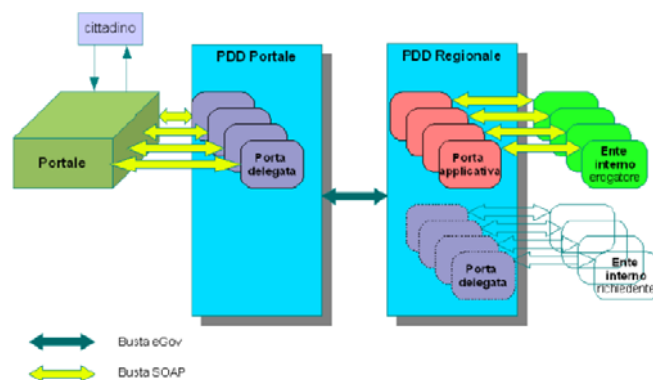 cittadino
PDD Portale
PDD Regionale
Portale
Porta
delegata
Porta
applicativa
Ente
interno
erogatore
Porta
delegata
Ente
interno
richiedente
Busta eGov
Busta SOAP